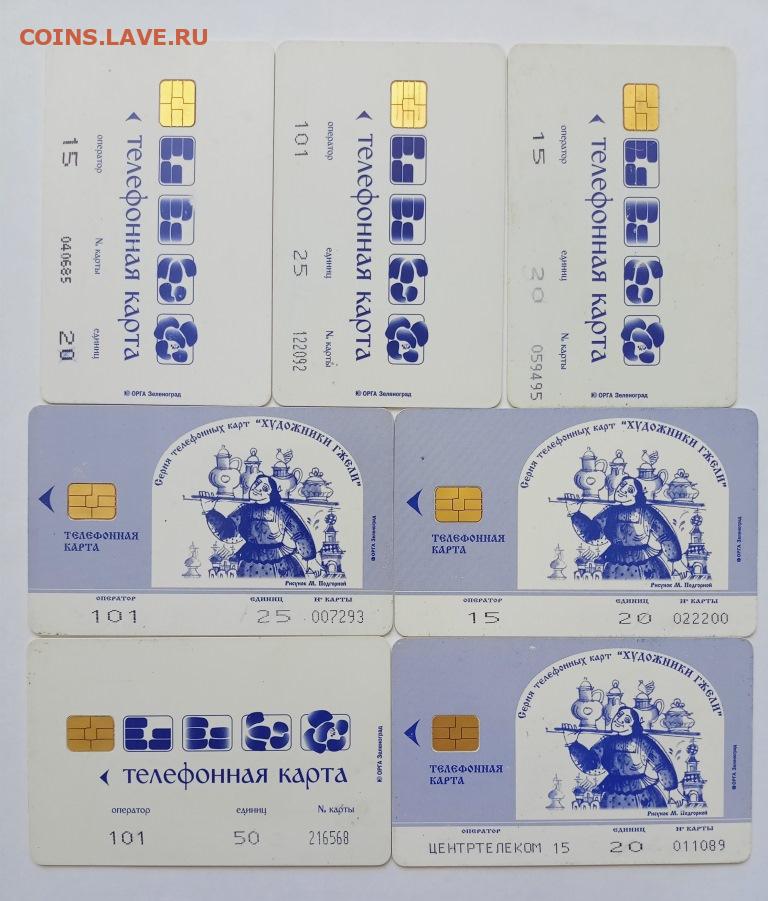 COINS.LAVE.RU
телефонная карта
оператор N. карты единиц
15 040685 20
Ю ОРГА Зеленоград
телефонная карта
оператор единиц N. карты
101 25 122092
Ю ОРГА Зеленоград
телефонная карта
оператор единиц N. карты
15 20 059495
Ю ОРГА Зеленоград
Серия телефонных карт "ХУДОЖНИКИ ГЖЕЛИ"
ТЕЛЕФОННАЯ
КАРТА
Рисунок М. Подгорной
ОРГА Зеленоград
ОПЕРАТОР ЕДИНИЦ № КАРТЫ
101 25 007293
Серия телефонных карт "ХУДОЖНИКИ ГЖЕЛИ"
ТЕЛЕФОННАЯ
КАРТА
Рисунок М. Подгорной
ОРГА Зеленоград
ОПЕРАТОР ЕДИНИЦ № КАРТЫ
15 20 022200
телефонная карта
Ю ОРГА Зеленоград
оператор единиц N. карты
101 50 216568
Серия телефонных карт "ХУДОЖНИКИ ГЖЕЛИ"
ТЕЛЕФОННАЯ
КАРТА
Рисунок М. Подгорной
ОРГА Зеленоград
ОПЕРАТОР ЕДИНИЦ № КАРТЫ
ЦЕНТРТЕЛЕКОМ 15 20 011089